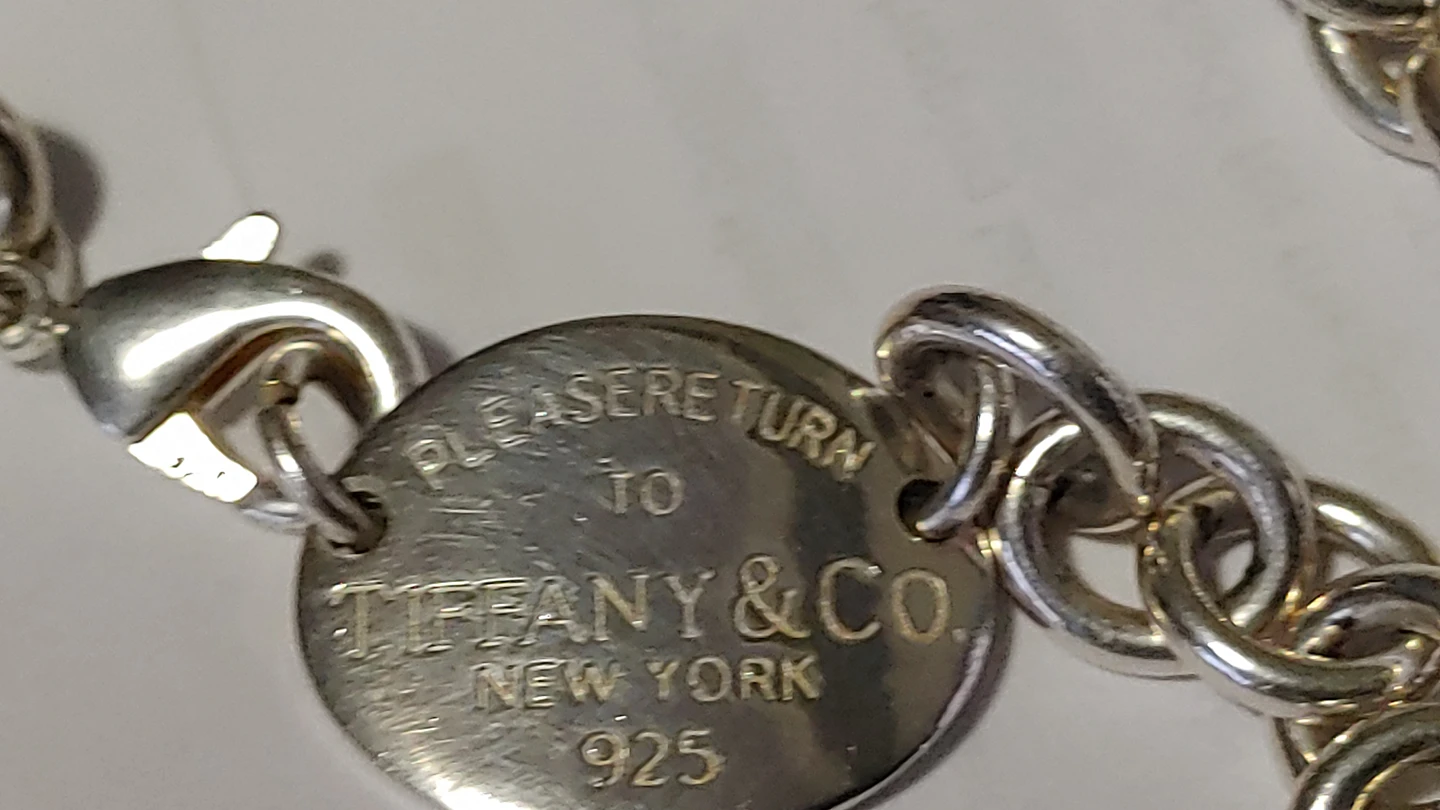 PLEASE RETURN
TO
TIFFANY & CO.
NEW YORK
925